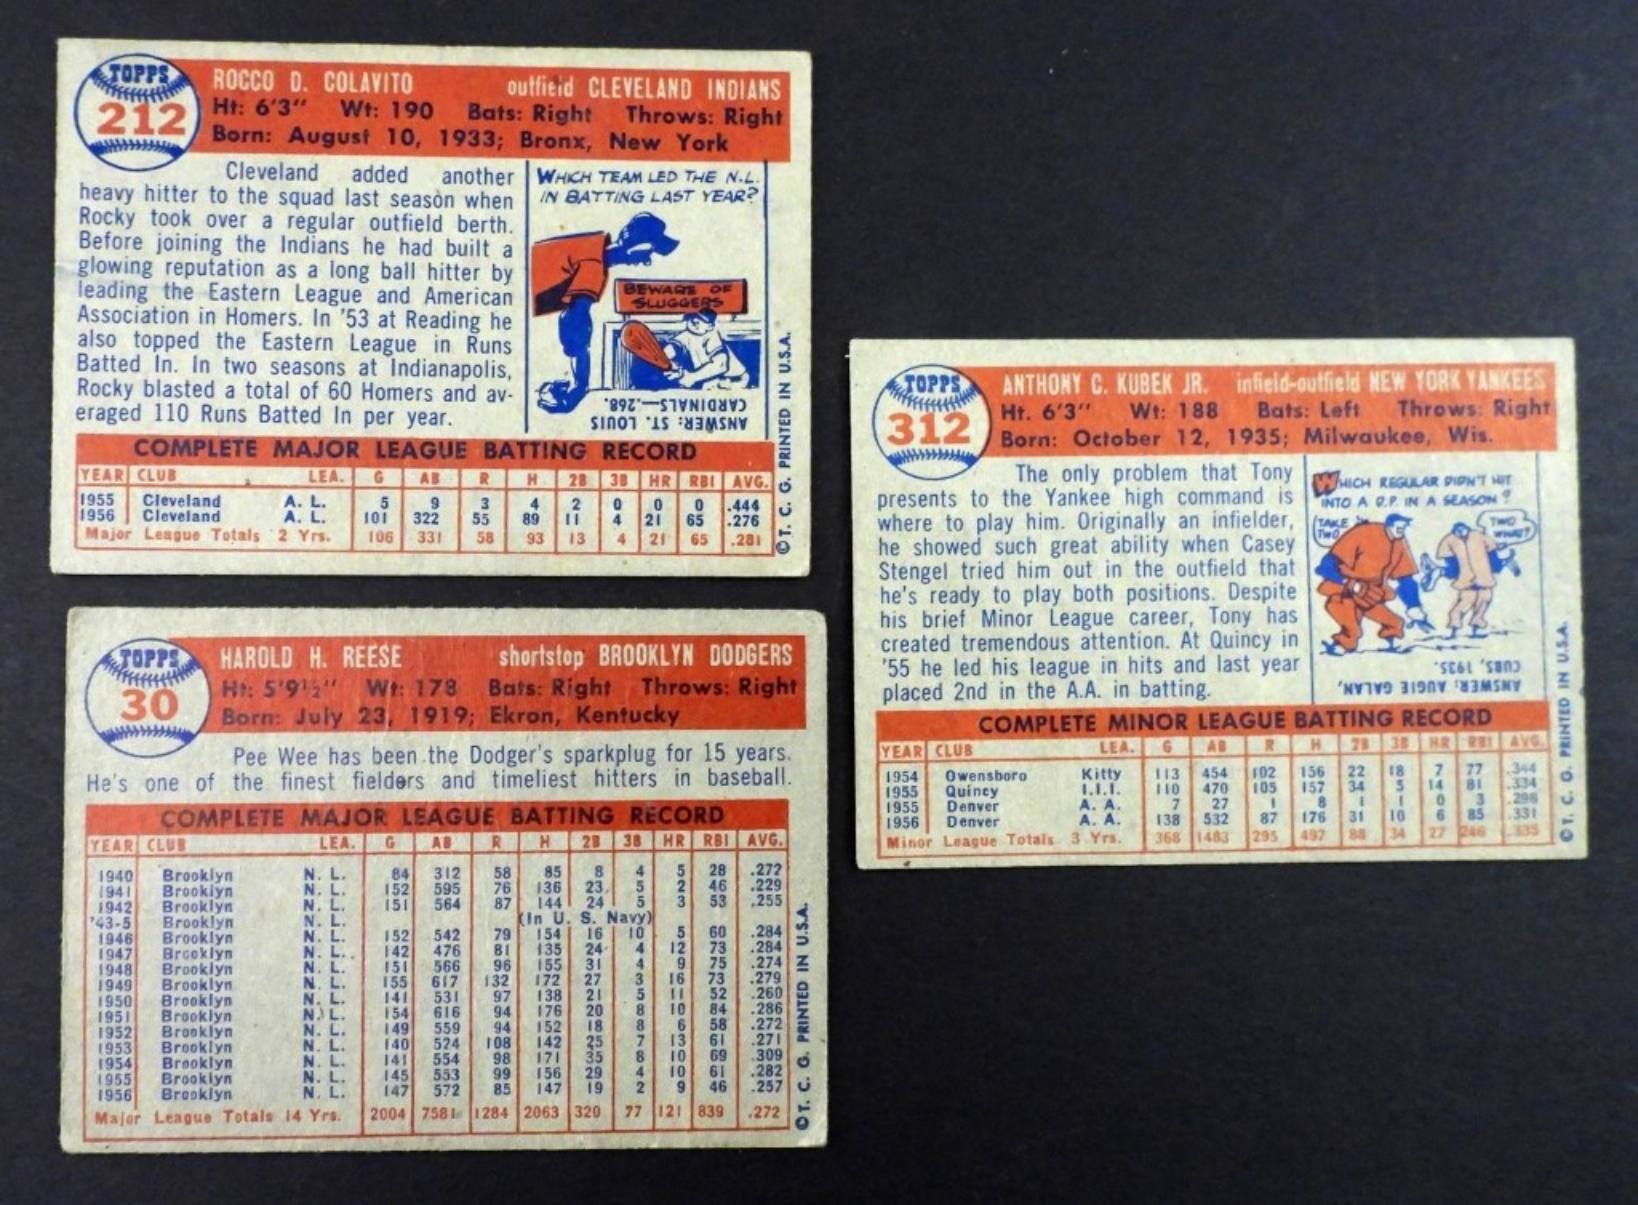 TOPPS
212
ROCCO D. COLAVITO outfield CLEVELAND INDIANS
Ht: 6'3" Wt: 190 Bats: Right Throws: Right
Born: August 10, 1933; Bronx, New York
Cleveland added another
heavy hitter to the squad last season when
Rocky took over a regular outfield berth.
Before joining the Indians he had built a
glowing reputation as a long ball hitter by
leading the Eastern League and American
Association in Homers. In '53 at Reading he
also topped the Eastern League in Runs
Batted In. In two seasons at Indianapolis,
Rocky blasted a total of 60 Homers and av-
eraged 110 Runs Batted In per year.
WHICH TEAM LED THE N.L.
IN BATTING LAST YEAR?
BEWARE OF
SLUGGERS
ANSWER: ST. LOUIS
CARDINALS—.268.
COMPLETE MAJOR LEAGUE BATTING RECORD
YEAR CLUB LEA. G AB R H 2B 3B HR RBI AVG.
1955 Cleveland A. L. 5 9 3 4 2 0 0 0 .444
1956 Cleveland A. L. 101 322 55 89 11 4 21 65 .276
Major League Totals 2 Yrs. 106 331 58 93 13 4 21 65 .281
© T. C. G. PRINTED IN U.S.A.
TOPPS
30
HAROLD H. REESE shortstop BROOKLYN DODGERS
Ht: 5'9½" Wt: 178 Bats: Right Throws: Right
Born: July 23, 1919; Ekron, Kentucky
Pee Wee has been the Dodger's sparkplug for 15 years.
He's one of the finest fielders and timeliest hitters in baseball.
COMPLETE MAJOR LEAGUE BATTING RECORD
YEAR CLUB LEA. G AB R H 2B 3B HR RBI AVG.
1940 Brooklyn N. L. 84 312 58 85 8 4 5 28 .272
1941 Brooklyn N. L. 152 595 76 136 23 5 2 46 .229
1942 Brooklyn N. L. 151 564 87 144 24 5 3 53 .255
'43-5 Brooklyn N. L. (In U. S. Navy)
1946 Brooklyn N. L. 152 542 79 154 16 10 5 60 .284
1947 Brooklyn N. L. 142 476 81 135 24 4 12 73 .284
1948 Brooklyn N. L. 151 566 96 155 31 4 9 75 .274
1949 Brooklyn N. L. 155 617 132 172 27 3 16 73 .279
1950 Brooklyn N. L. 141 531 97 138 21 5 11 52 .260
1951 Brooklyn N. L. 154 616 94 176 20 8 10 84 .286
1952 Brooklyn N. L. 149 559 94 152 18 8 6 58 .272
1953 Brooklyn N. L. 140 524 108 142 25 7 13 61 .271
1954 Brooklyn N. L. 141 554 98 171 35 8 10 69 .309
1955 Brooklyn N. L. 145 553 99 156 29 4 10 61 .282
1956 Brooklyn N. L. 147 572 85 147 19 2 9 46 .257
Major League Totals 14 Yrs. 2004 7581 1284 2063 320 77 121 839 .272
© T. C. G. PRINTED IN U.S.A.
TOPPS
312
ANTHONY C. KUBEK JR. infield-outfield NEW YORK YANKEES
Ht. 6'3" Wt: 188 Bats: Left Throws: Right
Born: October 12, 1935; Milwaukee, Wis.
The only problem that Tony
presents to the Yankee high command is
where to play him. Originally an infielder,
he showed such great ability when Casey
Stengel tried him out in the outfield that
he's ready to play both positions. Despite
his brief Minor League career, Tony has
created tremendous attention. At Quincy in
'55 he led his league in hits and last year
placed 2nd in the A.A. in batting.
WHICH REGULAR DIDN'T HIT
INTO A D.P. IN A SEASON?
TAKE
TWO
TWO
WHAT?
ANSWER: AUGIE GALAN,
CUBS, 1935.
COMPLETE MINOR LEAGUE BATTING RECORD
YEAR CLUB LEA. G AB R H 2B 3B HR RBI AVG.
1954 Owensboro Kitty 113 454 102 156 22 18 7 77 .344
1955 Quincy I.I.I. 110 470 105 157 34 5 14 81 .334
1955 Denver A. A. 7 27 1 8 1 1 0 3 .296
1956 Denver A. A. 138 532 87 176 31 10 6 85 .331
Minor League Totals 3 Yrs. 368 1483 295 497 88 34 27 246 .335
© T. C. G. PRINTED IN U.S.A.